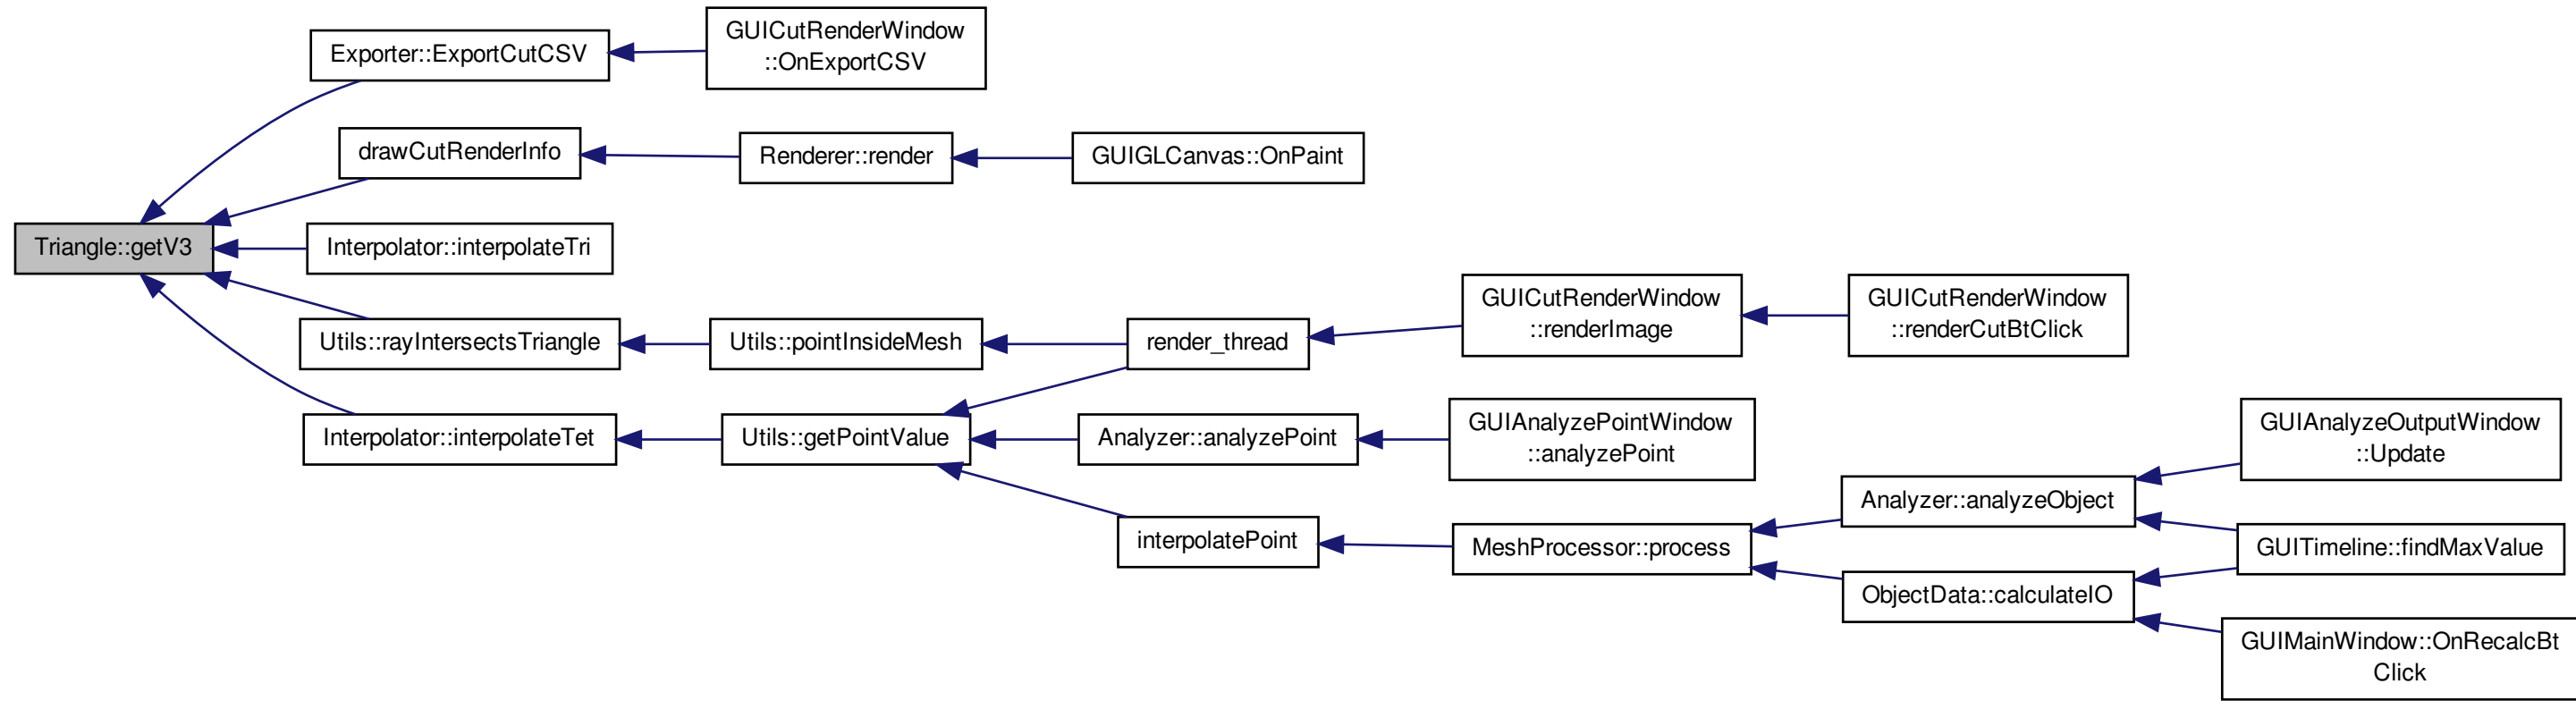 Exporter::ExportCutCSV
GUICutRenderWindow
::OnExportCSV
drawCutRenderInfo
Renderer::render
GUIGLCanvas::OnPaint
Triangle::getV3
Interpolator::interpolateTri
Utils::rayIntersectsTriangle
Utils::pointInsideMesh
render_thread
GUICutRenderWindow
::renderImage
GUICutRenderWindow
::renderCutBtClick
Interpolator::interpolateTet
Utils::getPointValue
Analyzer::analyzePoint
GUIAnalyzePointWindow
::analyzePoint
interpolatePoint
MeshProcessor::process
Analyzer::analyzeObject
GUIAnalyzeOutputWindow
::Update
GUITimeline::findMaxValue
ObjectData::calculateIO
GUIMainWindow::OnRecalcBt
Click